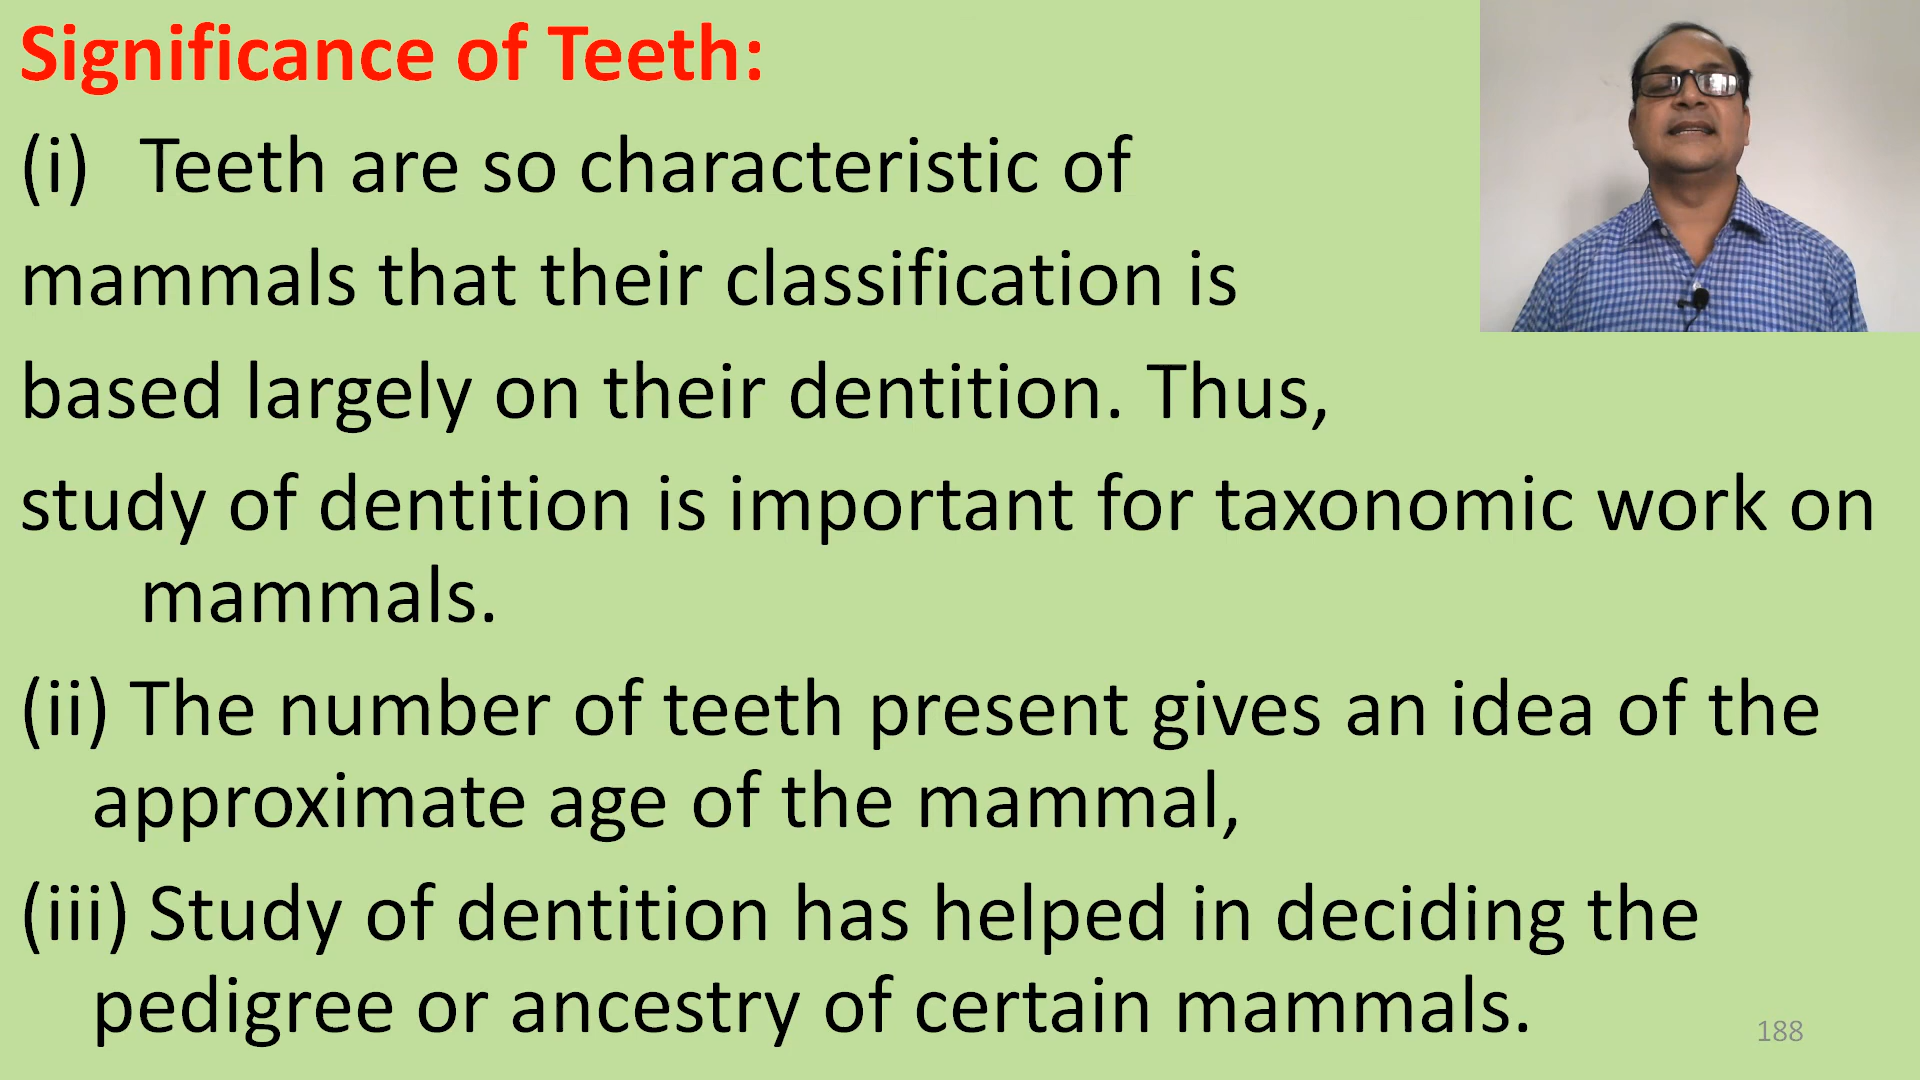 Significance of Teeth:
(i) Teeth are so characteristic of
mammals that their classification is
based largely on their dentition. Thus,
study of dentition is important for taxonomic work on
mammals.
(ii) The number of teeth present gives an idea of the
approximate age of the mammal,
(iii) Study of dentition has helped in deciding the
pedigree or ancestry of certain mammals.
188